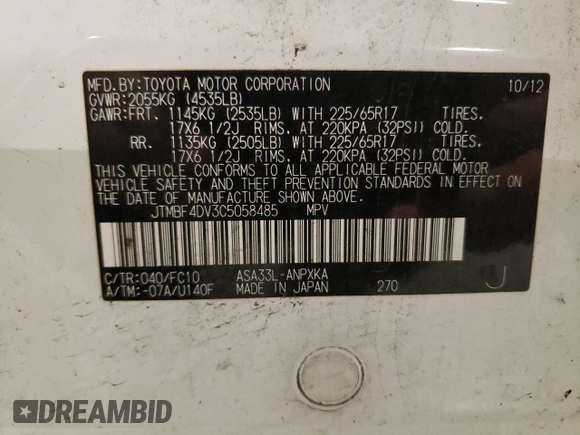 MFD.BY:TOYOTA MOTOR CORPORATION 10/12
GVWR:2055KG (4535LB)
GAWR:FRT. 1145KG (2535LB) WITH 225/65R17 TIRES.
17X6 1/2J RIMS, AT 220KPA (32PSI) COLD.
RR. 1135KG (2505LB) WITH 225/65R17 TIRES,
17X6 1/2J RIMS, AT 220KPA (32PSI) COLD.
THIS VEHICLE CONFORMS TO ALL APPLICABLE FEDERAL MOTOR
VEHICLE SAFETY AND THEFT PREVENTION STANDARDS IN EFFECT ON
THE DATE OF MANUFACTURE SHOWN ABOVE.
JTMBF4DV3C5058485 MPV
C/TR:040/FC10 ASA33L-ANPXKA
A/TM:-07A/U140F MADE IN JAPAN 270 J
DREAMBID